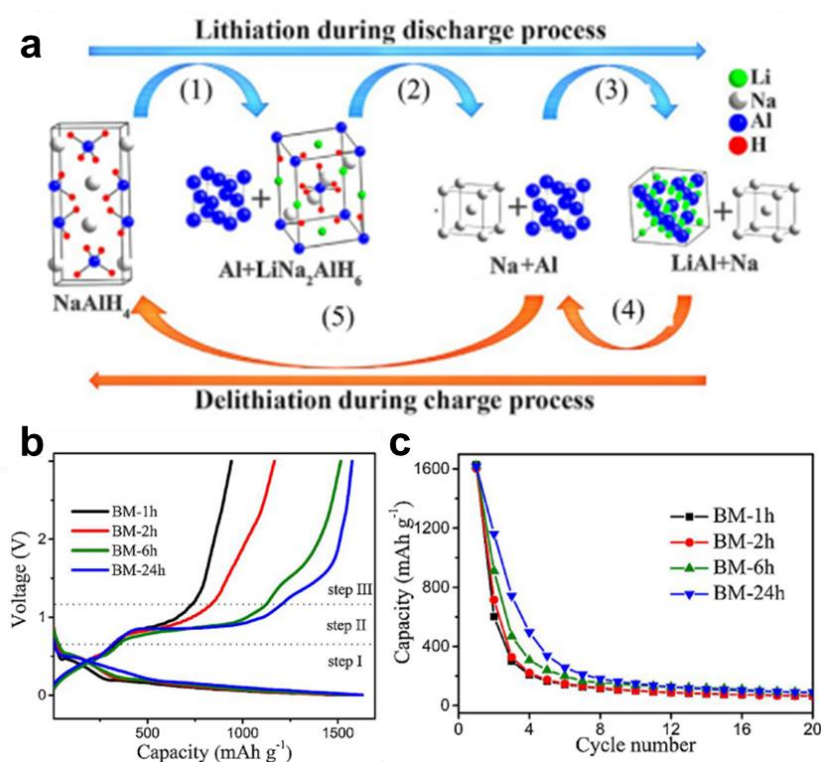 a
Lithiation during discharge process
(1)
(2)
(3)
Li
Na
Al
H
+
+
+
NaAlH₄
Al+LiNa₂AlH₆
Na+Al
LiAl+Na
(5)
(4)
Delithiation during charge process
b
Voltage (V)
2
1
0
BM-1h
BM-2h
BM-6h
BM-24h
step III
step II
step I
500
1000
1500
Capacity (mAh g⁻¹)
c
Capacity (mAh g⁻¹)
1600
1200
800
400
0
BM-1h
BM-2h
BM-6h
BM-24h
0
4
8
12
16
20
Cycle number